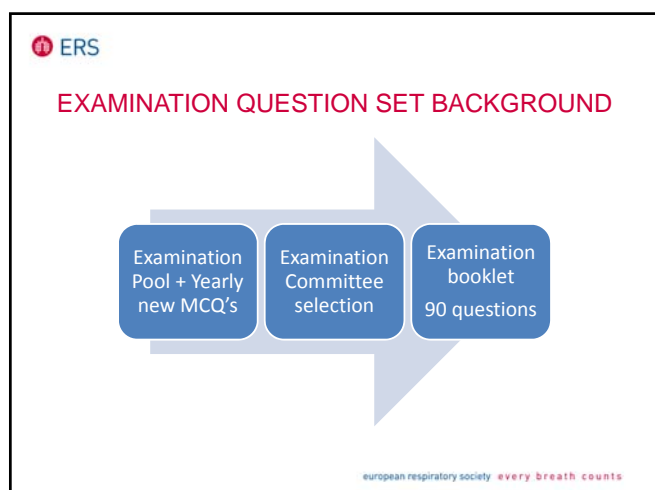 ERS
EXAMINATION QUESTION SET BACKGROUND
Examination
Pool + Yearly
new MCQ's
Examination
Committee
selection
Examination
booklet
90 questions
european respiratory society every breath counts